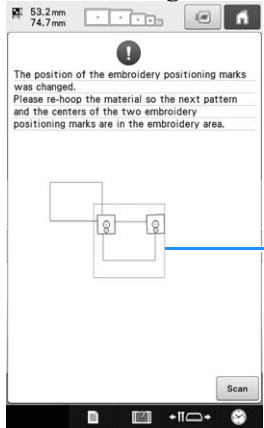 53.2mm
74.7mm
The position of the embroidery positioning marks
was changed.
Please re-hoop the material so the next pattern
and the centers of the two embroidery
positioning marks are in the embroidery area.
Scan